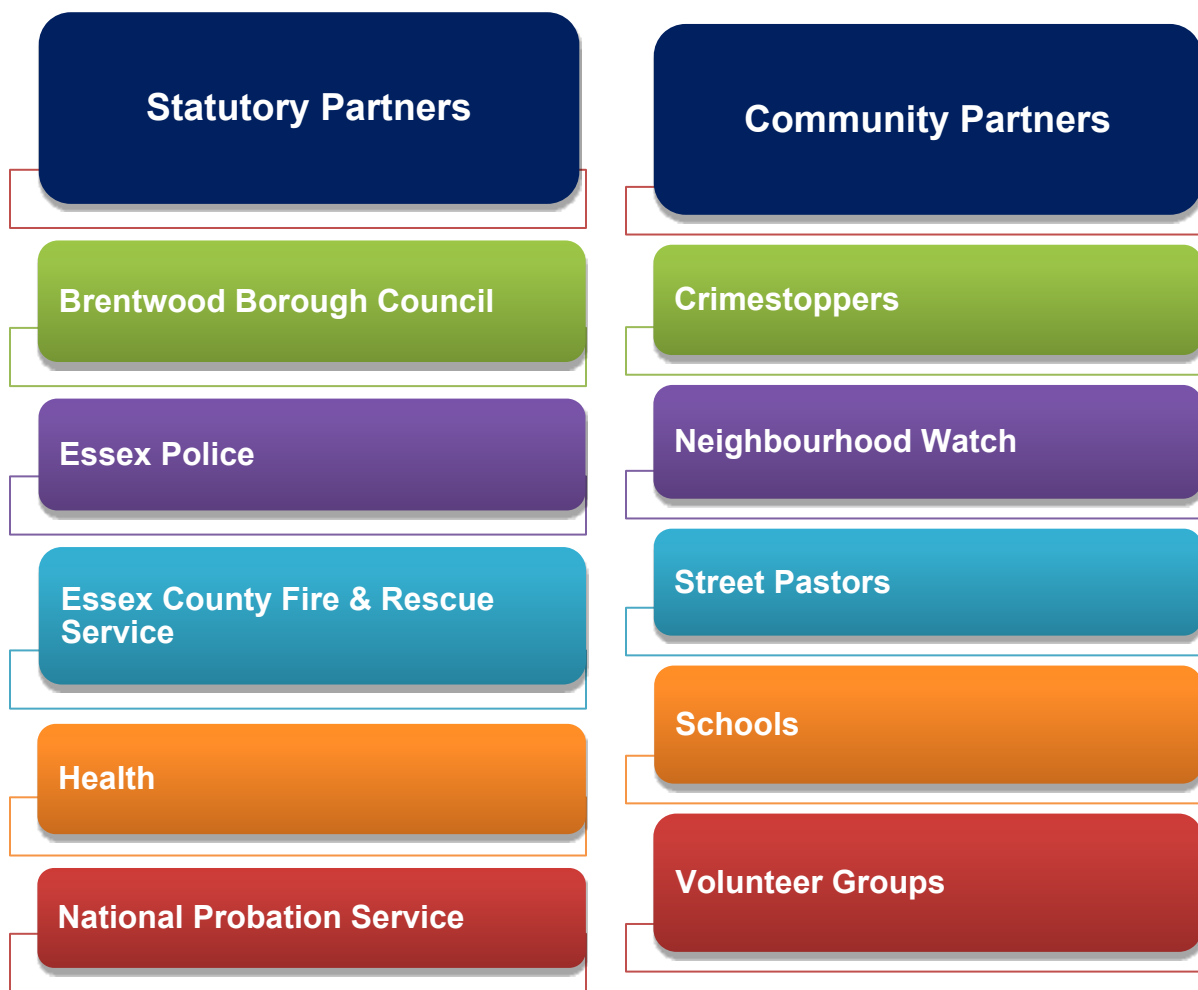 Statutory Partners
Brentwood Borough Council
Essex Police
Essex County Fire & Rescue
Service
Health
National Probation Service
Community Partners
Crimestoppers
Neighbourhood Watch
Street Pastors
Schools
Volunteer Groups